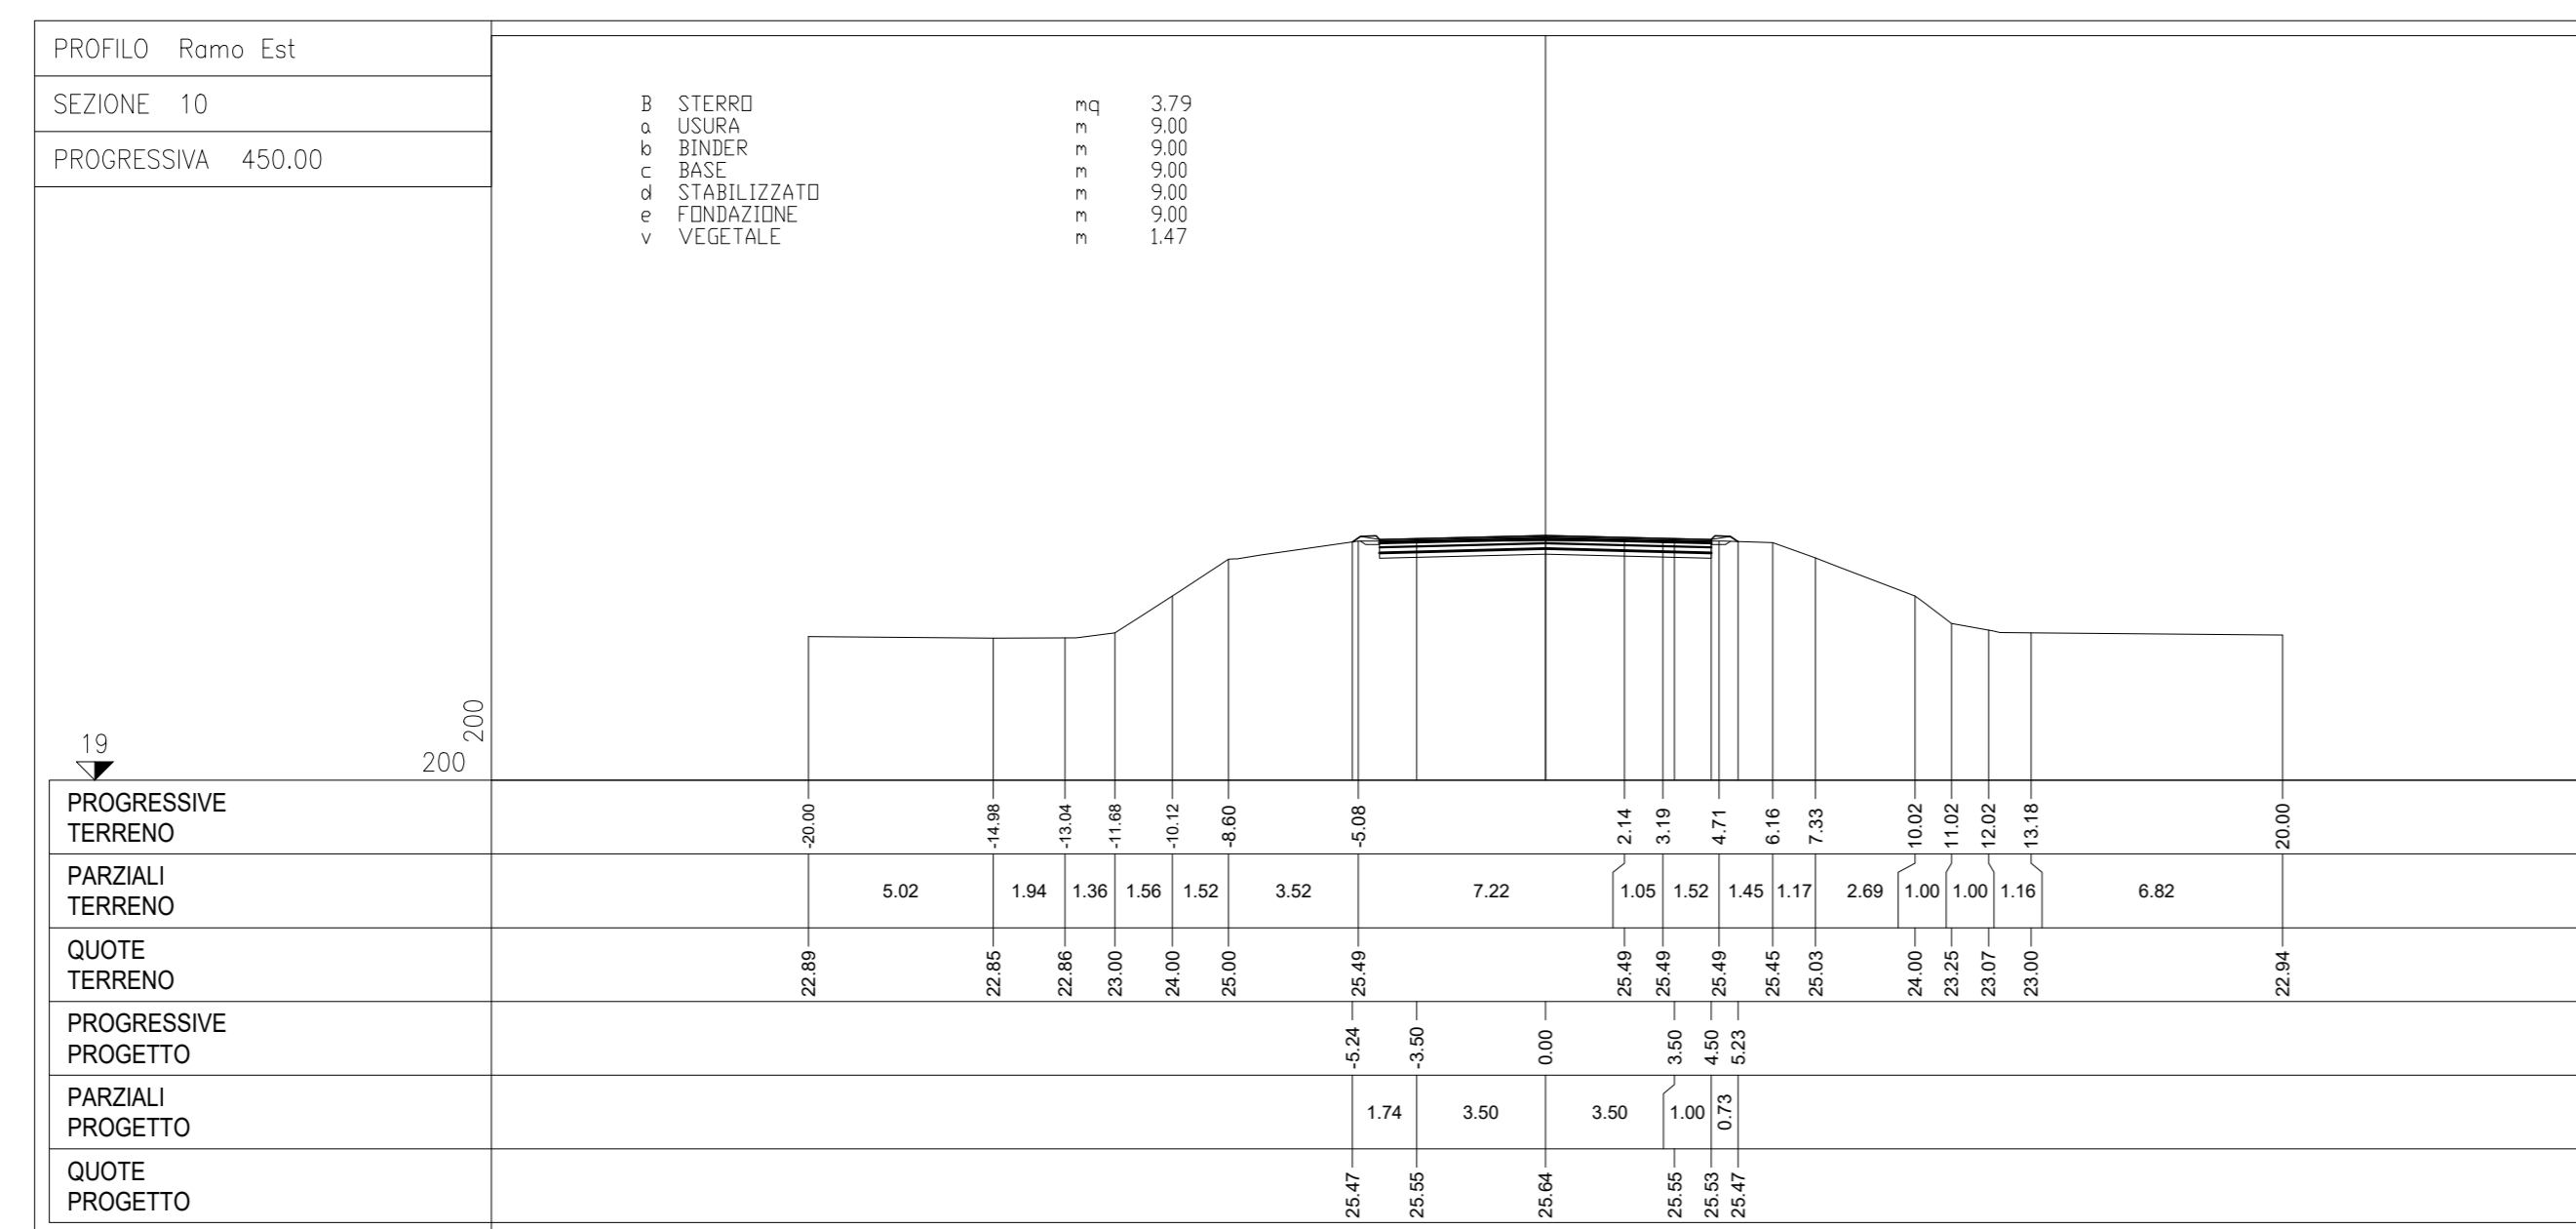 PROFILO Ramo Est
SEZIONE 10
PROGRESSIVA 450.00
B STERRO mq 3.79
a USURA m 9.00
b BINDER m 9.00
c BASE m 9.00
d STABILIZZATO m 9.00
e FONDAZIONE m 9.00
v VEGETALE m 1.47
19
200
200
PROGRESSIVE
TERRENO
-20.00 -14.98 -13.04 -11.68 -10.12 -8.60 -5.08 2.14 3.19 4.71 6.16 7.33 10.02 11.02 12.02 13.18 20.00
PARZIALI
TERRENO
5.02 1.94 1.36 1.56 1.52 3.52 7.22 1.05 1.52 1.45 1.17 2.69 1.00 1.00 1.16 6.82
QUOTE
TERRENO
22.89 22.85 22.86 23.00 24.00 25.00 25.49 25.49 25.49 25.49 25.45 25.03 24.00 23.25 23.07 23.00 22.94
PROGRESSIVE
PROGETTO
-5.24 -3.50 0.00 3.50 4.50 5.23
PARZIALI
PROGETTO
1.74 3.50 3.50 1.00 0.73
QUOTE
PROGETTO
25.47 25.55 25.64 25.55 25.53 25.47